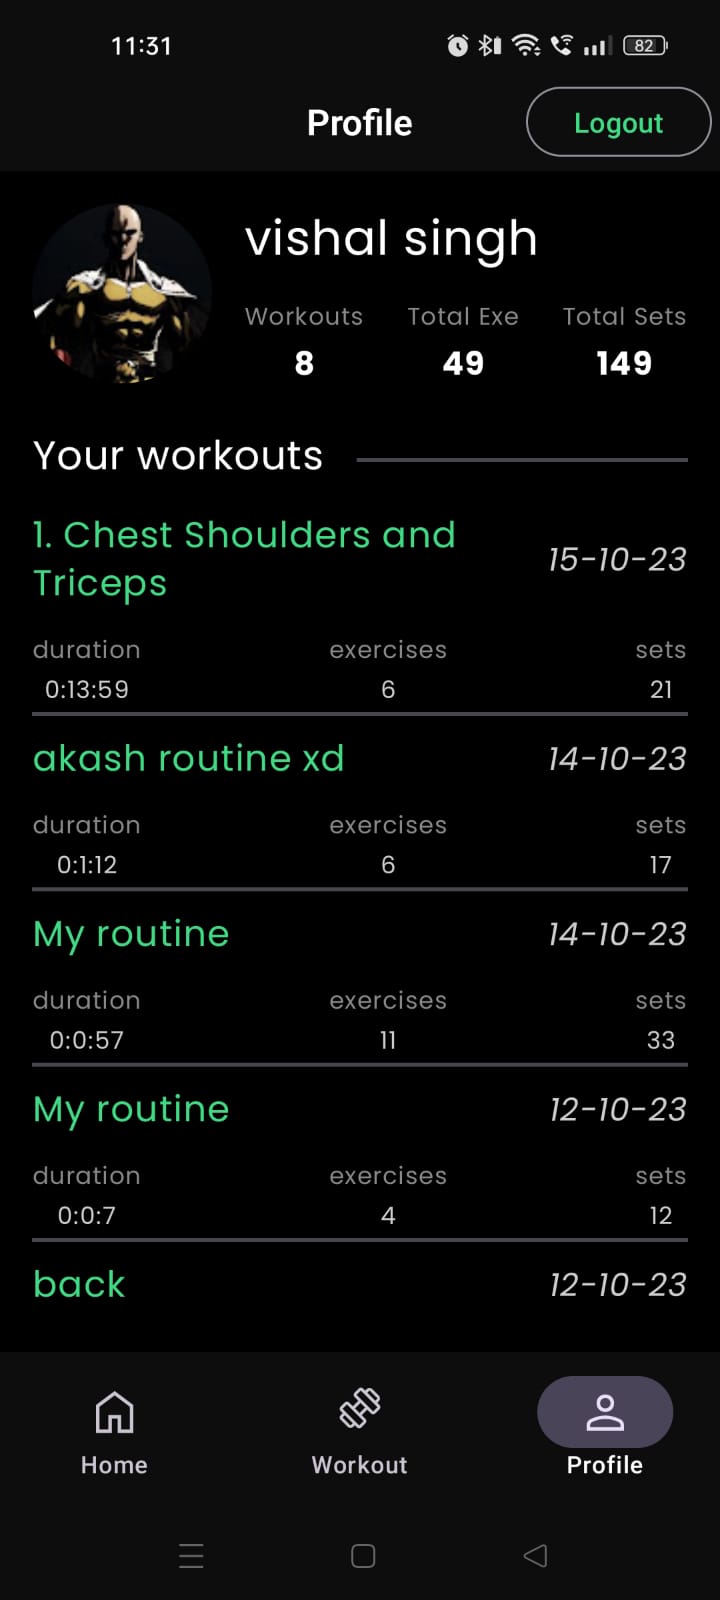 11:31
82
Profile
Logout
vishal singh
Workouts Total Exe Total Sets
8 49 149
Your workouts
1. Chest Shoulders and
Triceps
15-10-23
duration exercises sets
0:13:59 6 21
akash routine xd 14-10-23
duration exercises sets
0:1:12 6 17
My routine 14-10-23
duration exercises sets
0:0:57 11 33
My routine 12-10-23
duration exercises sets
0:0:7 4 12
back 12-10-23
Home Workout Profile